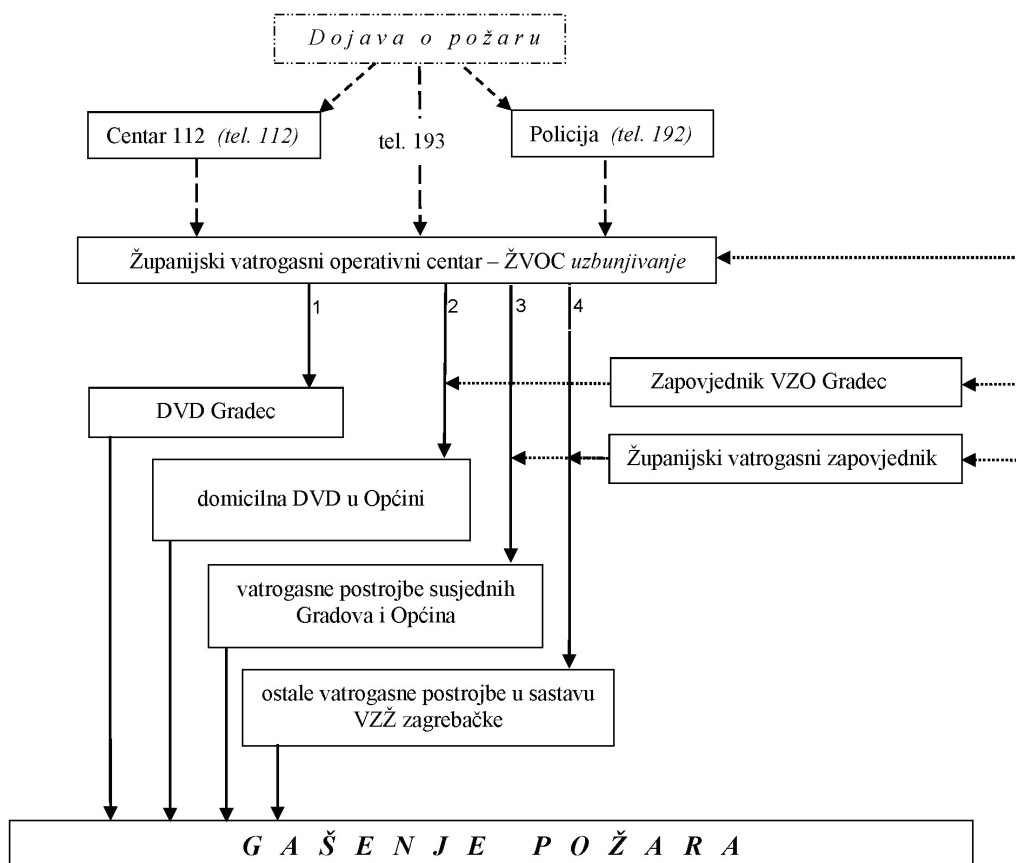 Dojava o požaru
Centar 112 (tel. 112)
tel. 193
Policija (tel. 192)
Županijski vatrogasni operativni centar – ŽVOC uzbunjivanje
1
2
3
4
Zapovjednik VZO Gradec
DVD Gradec
Županijski vatrogasni zapovjednik
domicilna DVD u Općini
vatrogasne postrojbe susjednih
Gradova i Općina
ostale vatrogasne postrojbe u sastavu
VZŽ zagrebačke
GAŠENJE POŽARA